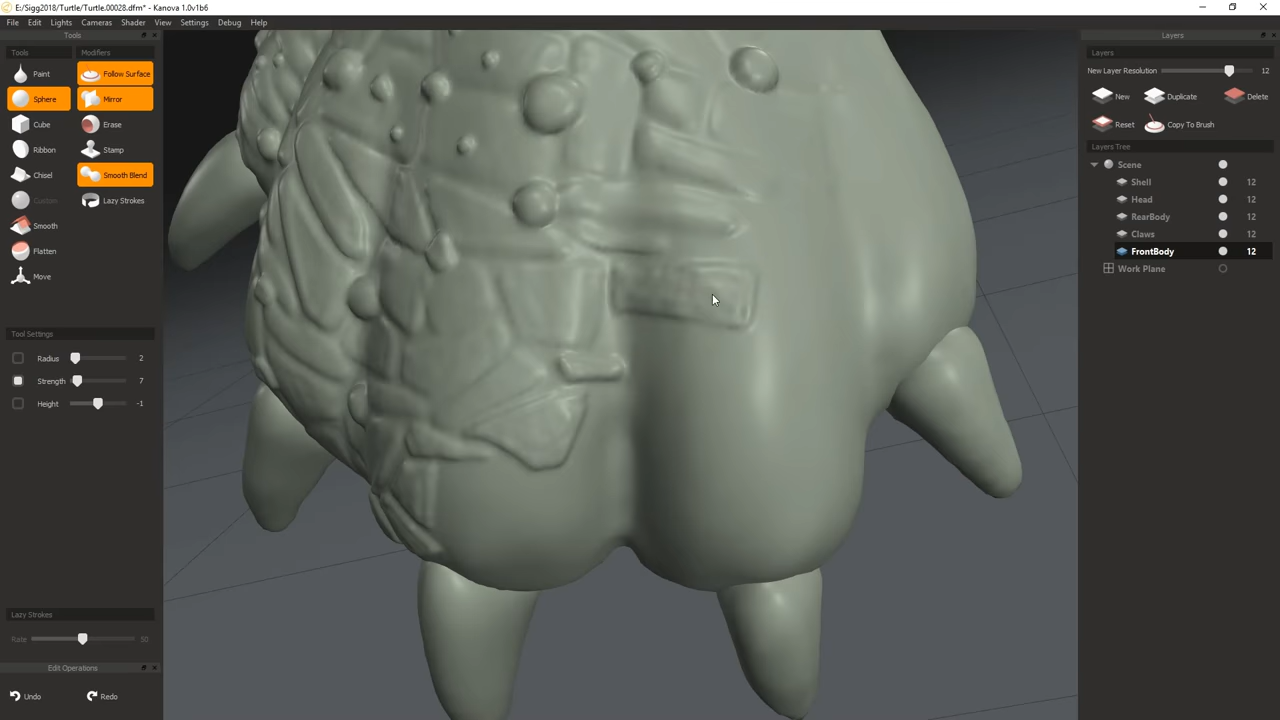 E:/Sigg2018/Turtle/Turtle.00028.dfm* - Kanova 1.0v1b6
File Edit Lights Cameras Shader View Settings Debug Help
Tools
Layers
Tools Modifiers
Layers
Paint Follow Surface
New Layer Resolution 12
Sphere Mirror
New Duplicate Delete
Cube Erase
Reset Copy To Brush
Ribbon Stamp
Layers Tree
Chisel Smooth Blend
Scene
Shell 12
Custom Lazy Strokes
Head 12
Smooth
RearBody 12
Claws 12
Flatten
FrontBody 12
Move
Work Plane
Tool Settings
Radius 2
Strength 7
Height -1
Lazy Strokes
Rate 50
Edit Operations
Undo Redo